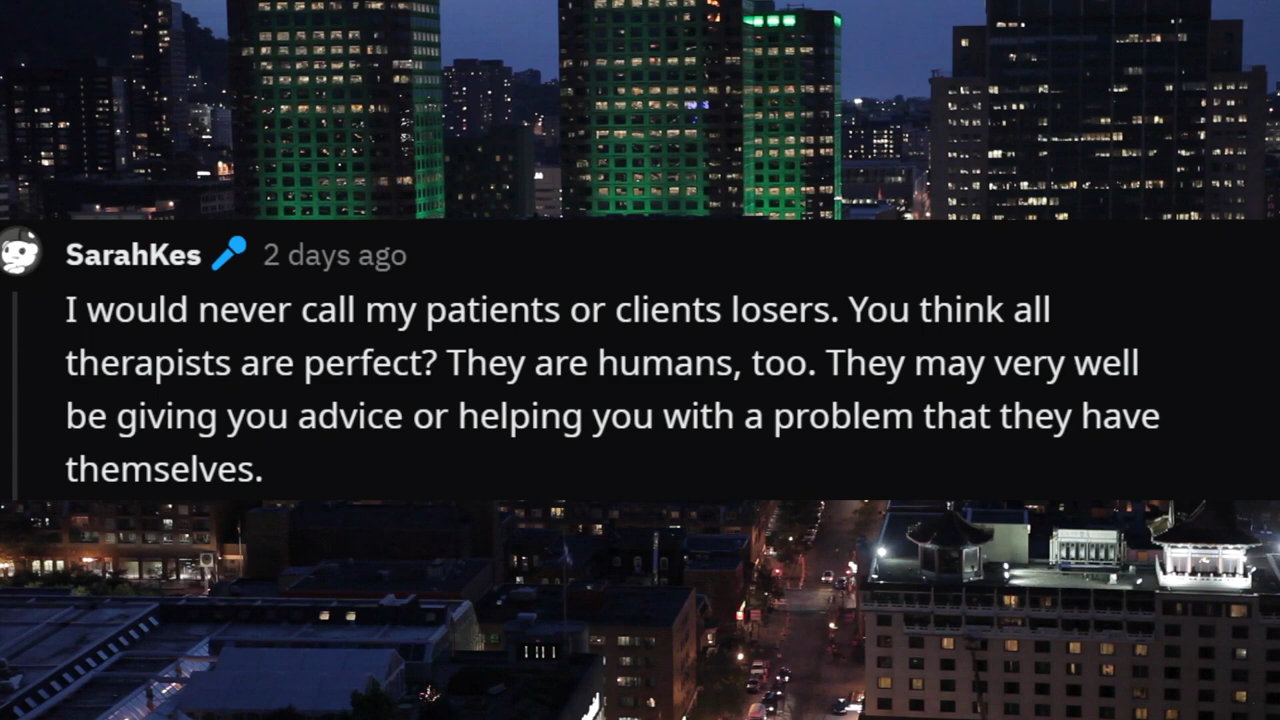 SarahKes 2 days ago
I would never call my patients or clients losers. You think all
therapists are perfect? They are humans, too. They may very well
be giving you advice or helping you with a problem that they have
themselves.